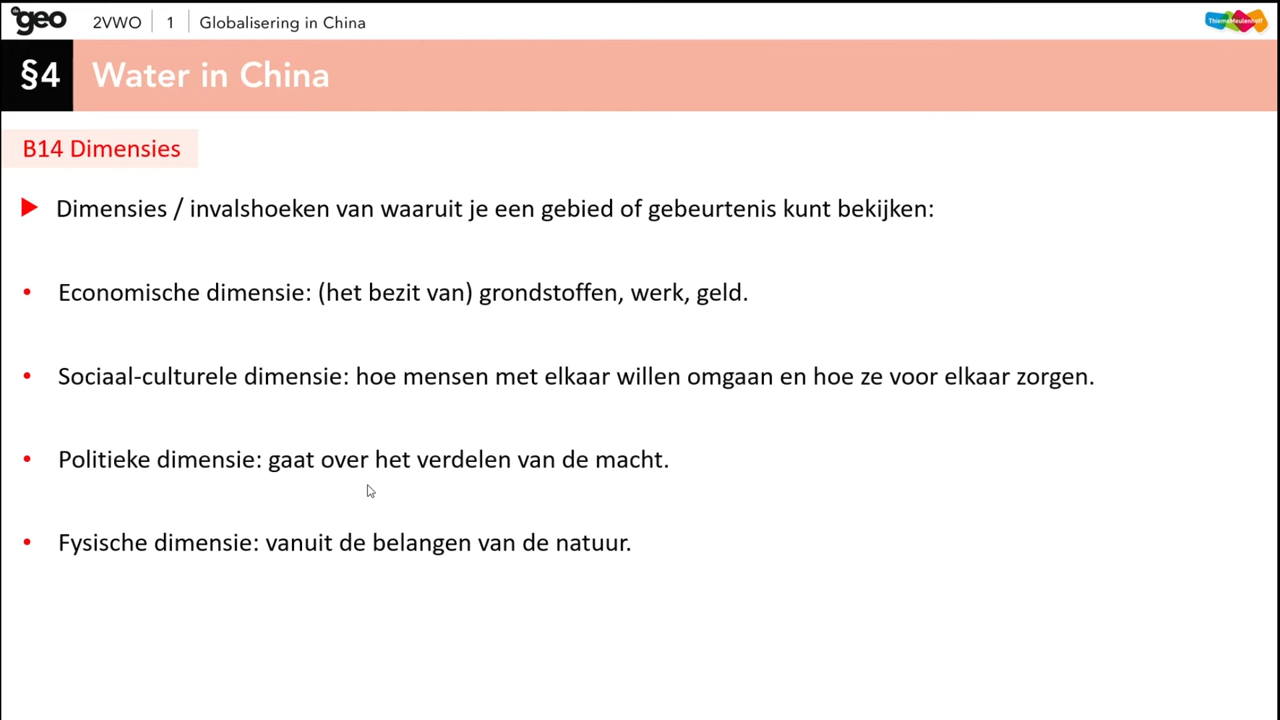 de geo 2VWO 1 Globalisering in China ThiemeMeulenhoff
§4 Water in China
B14 Dimensies
Dimensies / invalshoeken van waaruit je een gebied of gebeurtenis kunt bekijken:
• Economische dimensie: (het bezit van) grondstoffen, werk, geld.
• Sociaal-culturele dimensie: hoe mensen met elkaar willen omgaan en hoe ze voor elkaar zorgen.
• Politieke dimensie: gaat over het verdelen van de macht.
• Fysische dimensie: vanuit de belangen van de natuur.